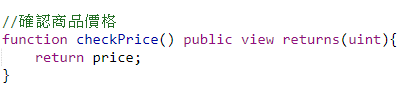 //確認商品價格
function checkPrice() public view returns(uint){
    return price;
}